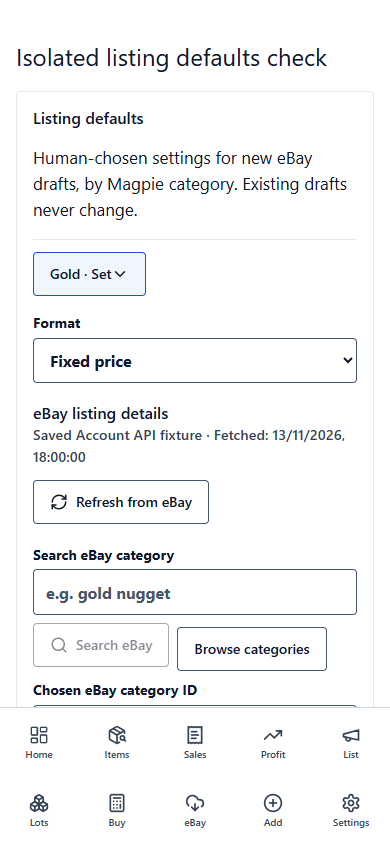 Isolated listing defaults check
Listing defaults
Human-chosen settings for new eBay
drafts, by Magpie category. Existing drafts
never change.
Gold · Set
Format
Fixed price
eBay listing details
Saved Account API fixture · Fetched: 13/11/2026,
18:00:00
Refresh from eBay
Search eBay category
e.g. gold nugget
Search eBay
Browse categories
Chosen eBay category ID
Home
Items
Sales
Profit
List
Lots
Buy
eBay
Add
Settings